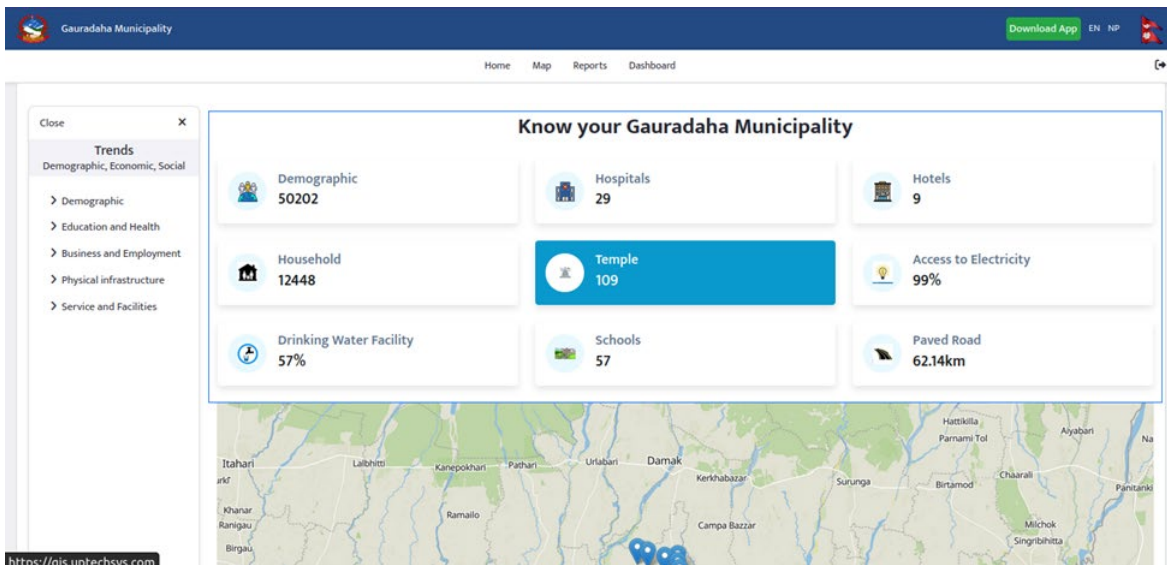 Gauradaha Municipality
Download App EN NP
Home Map Reports Dashboard
Close ×
Trends
Demographic, Economic, Social
Demographic
Education and Health
Business and Employment
Physical infrastructure
Service and Facilities
Know your Gauradaha Municipality
Demographic
50202
Hospitals
29
Hotels
9
Household
12448
Temple
109
Access to Electricity
99%
Drinking Water Facility
57%
Schools
57
Paved Road
62.14km
Hattikilla
Parnami Tol
Aiyabari
Na
Itahari
Lalbhitti
Kanepokhari
Pathari
Urlabari
Damak
Kerkhabazar
Surunga
Birtamod
Chaarali
Panitanki
Khanar
Ranigau
Ramailo
Campa Bazzar
Milchok
Singribihitta
Birgau
https://gis.uptechsys.com